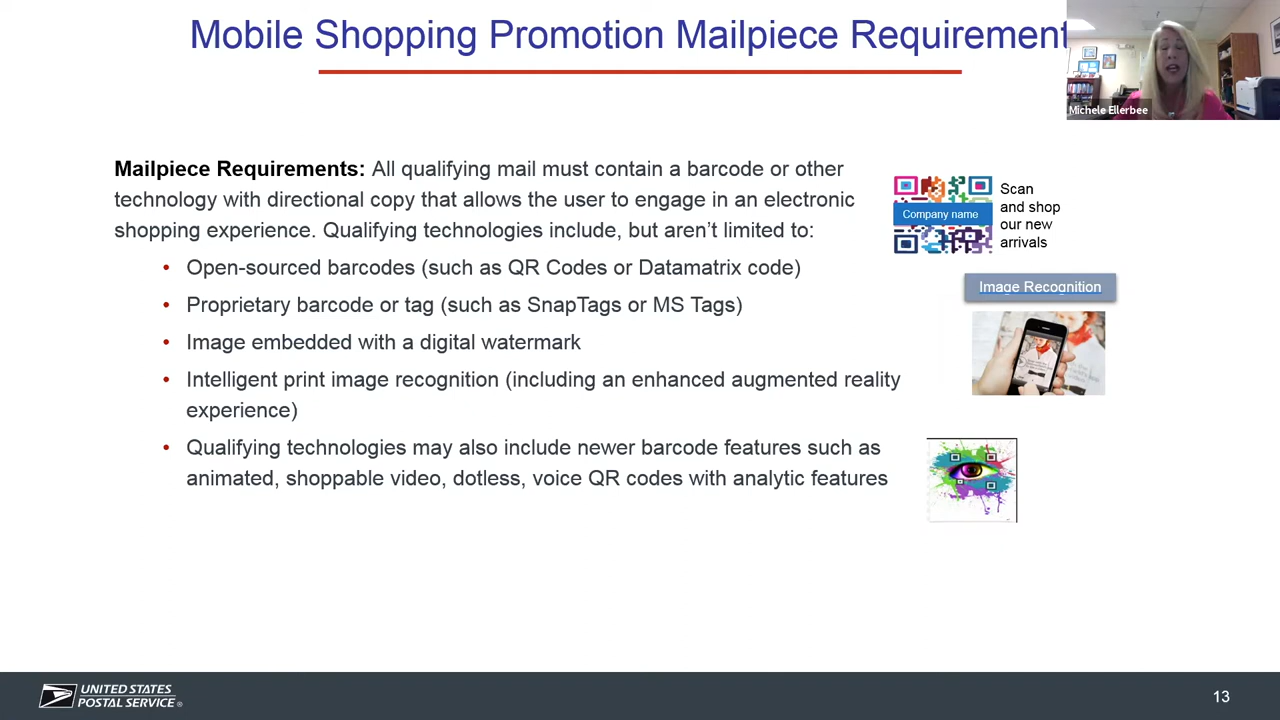 Mobile Shopping Promotion Mailpiece Requirement
Michele Ellerbee
Mailpiece Requirements: All qualifying mail must contain a barcode or other
technology with directional copy that allows the user to engage in an electronic
shopping experience. Qualifying technologies include, but aren't limited to:
• Open-sourced barcodes (such as QR Codes or Datamatrix code)
• Proprietary barcode or tag (such as SnapTags or MS Tags)
• Image embedded with a digital watermark
• Intelligent print image recognition (including an enhanced augmented reality
experience)
• Qualifying technologies may also include newer barcode features such as
animated, shoppable video, dotless, voice QR codes with analytic features
Company name
Scan
and shop
our new
arrivals
Image Recognition
UNITED STATES
POSTAL SERVICE®
13